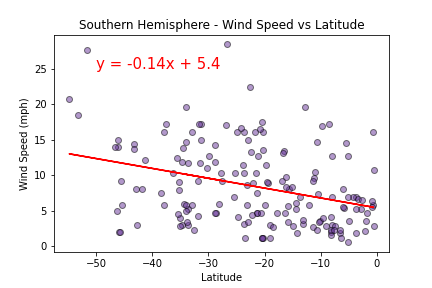 Southern Hemisphere - Wind Speed vs Latitude
y = -0.14x + 5.4
25
20
15
10
5
0
Wind Speed (mph)
−50 −40 −30 −20 −10 0
Latitude